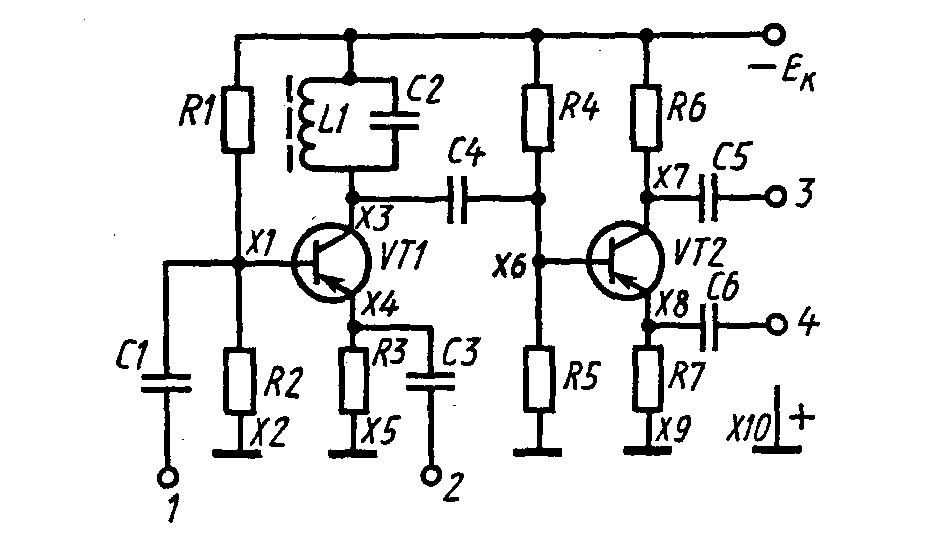 − Eк
R1
L1
C2
R4
R6
C4
X7
C5
3
X3
X1
VT1
X6
VT2
X4
X8
C6
4
C1
R3
C3
R2
R5
R7
X2
X5
X9
X10
+
1
2